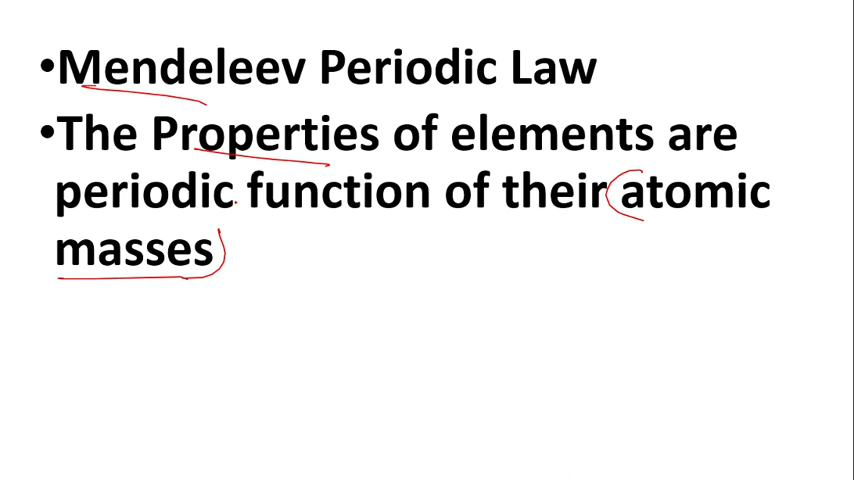 •Mendeleev Periodic Law
•The Properties of elements are
periodic function of their atomic
masses